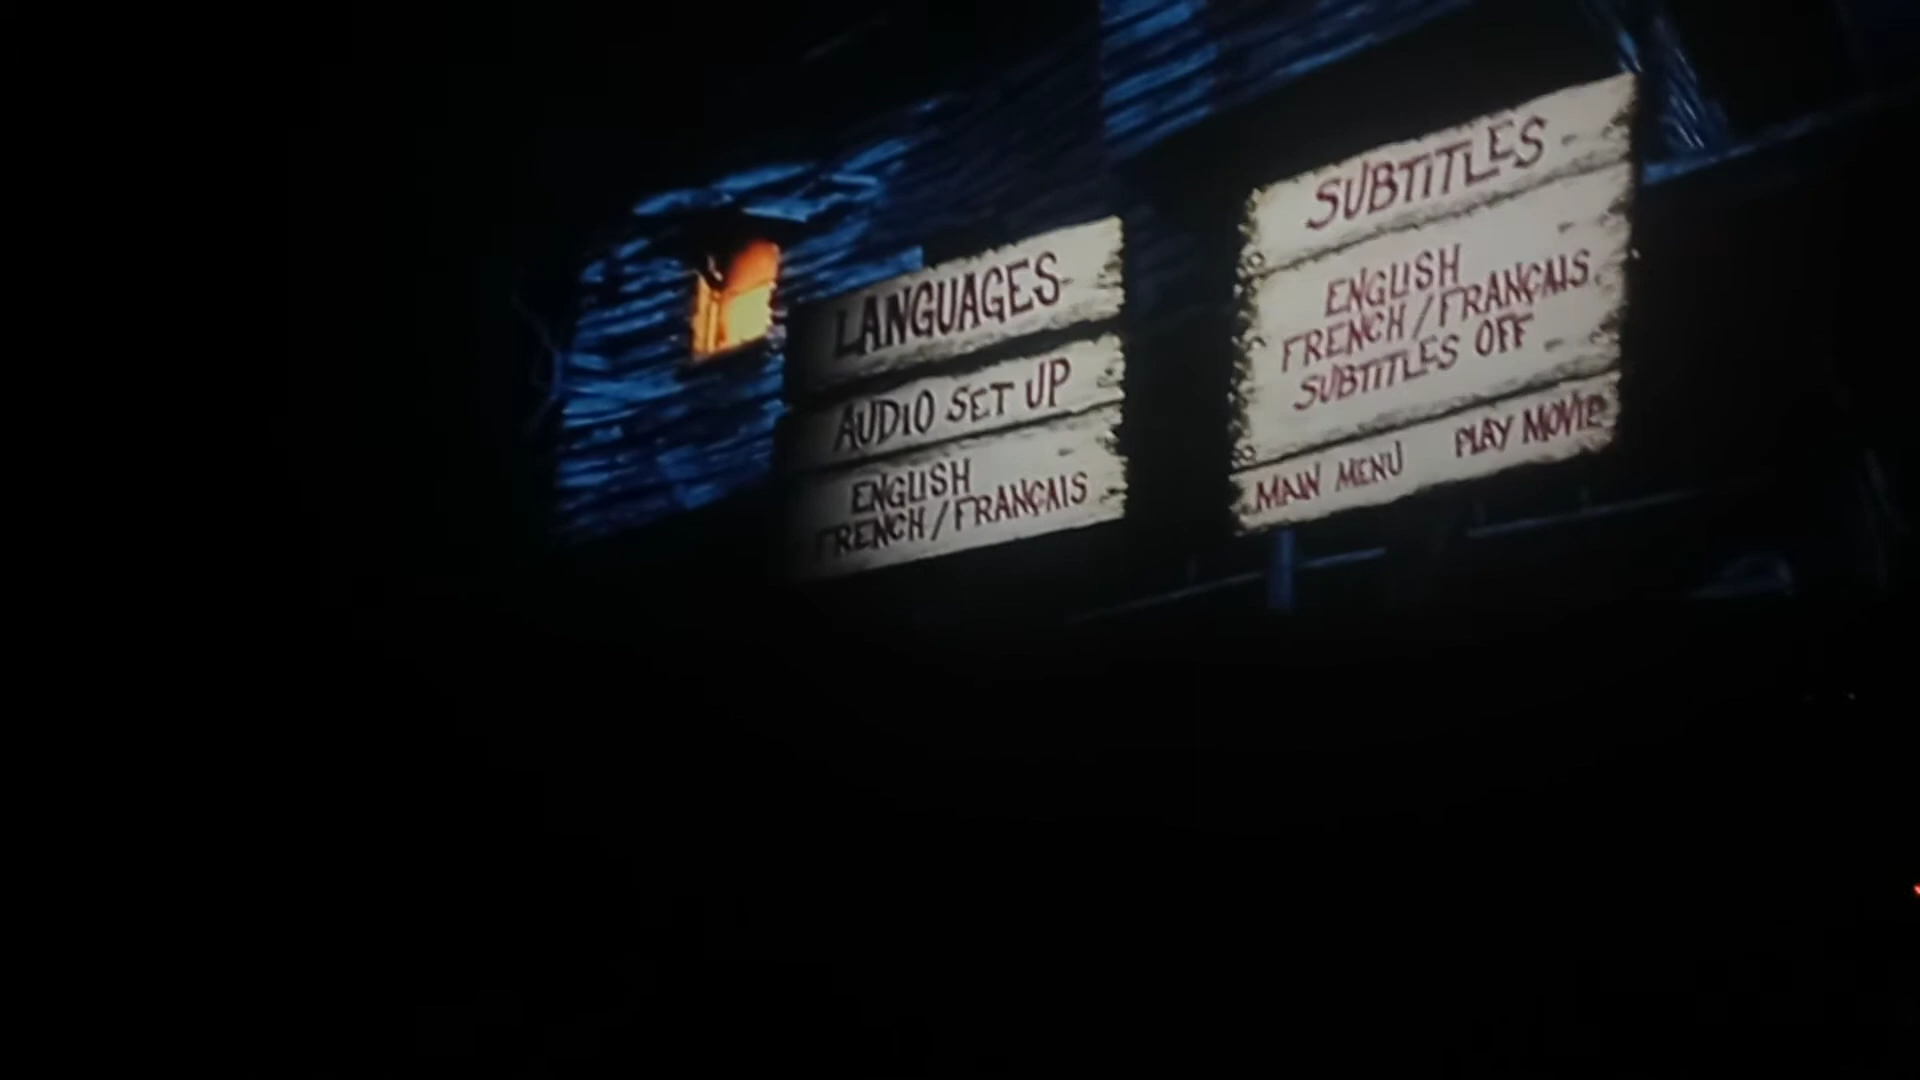 LANGUAGES
AUDIO SET UP
ENGLISH
FRENCH/FRANÇAIS
SUBTITLES
ENGLISH
FRENCH/FRANÇAIS
SUBTITLES OFF
MAIN MENU PLAY MOVIE